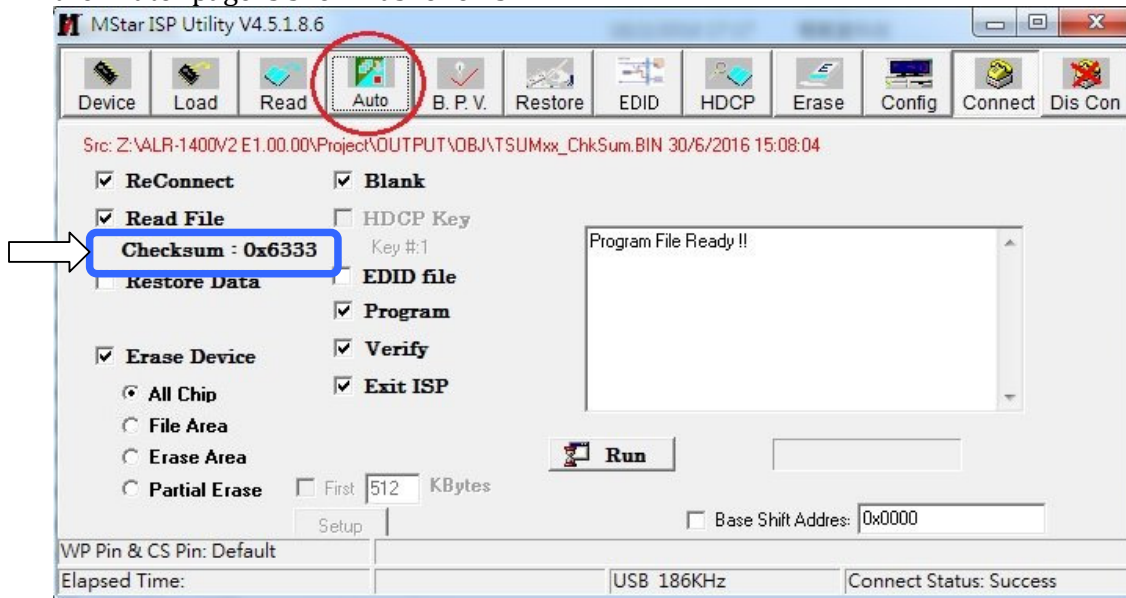 MStar ISP Utility V4.5.1.8.6
Device Load Read Auto B. P. V. Restore EDID HDCP Erase Config Connect Dis Con
Src: Z:\ALR-1400V2 E1.00.00\Project\OUTPUT\OBJ\TSUMxx_ChkSum.BIN 30/6/2016 15:08:04
ReConnect Blank
Read File HDCP Key
Checksum : 0x6333 Key #:1
Program File Ready !!
Restore Data EDID file
Program
Erase Device Verify
All Chip Exit ISP
File Area
Erase Area Run
Partial Erase First 512 KBytes
Setup Base Shift Addres: 0x0000
WP Pin & CS Pin: Default
Elapsed Time: USB 186KHz Connect Status: Success